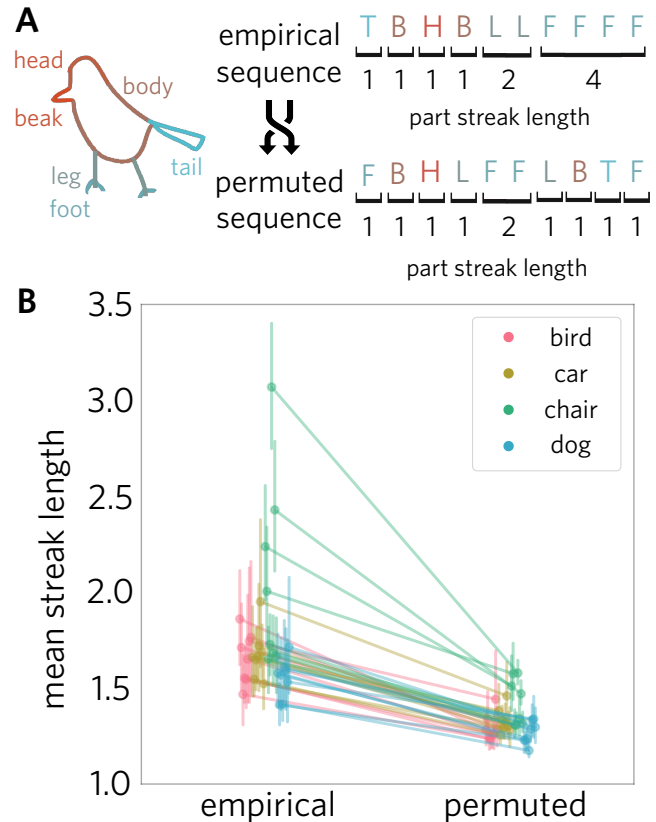 A
head
body
beak
leg
tail
foot
empirical
sequence
T B H B L L F F F F
1 1 1 1 2 4
part streak length
permuted
sequence
F B H L F F L B T F
1 1 1 1 2 1 1 1 1
part streak length
B
mean streak length
3.5
3.0
2.5
2.0
1.5
1.0
bird
car
chair
dog
empirical
permuted